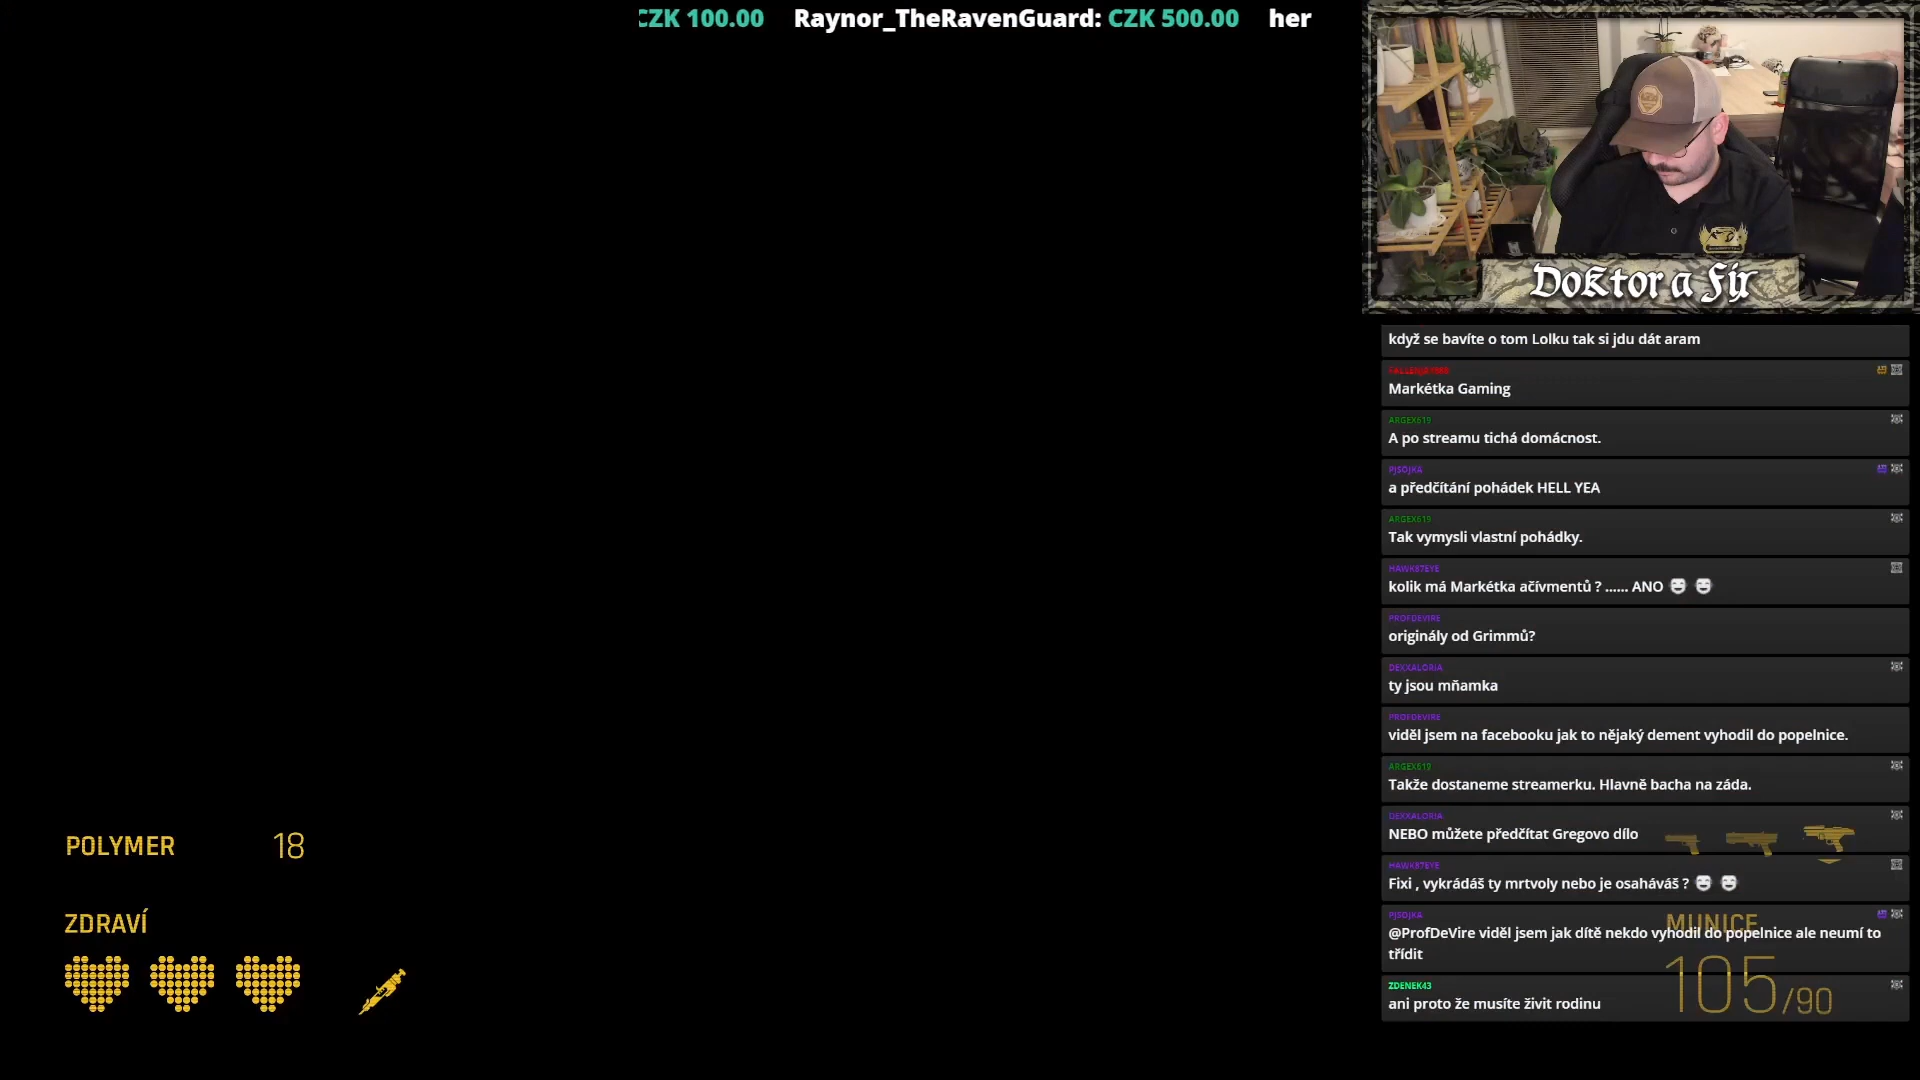 CZK 100.00 Raynor_TheRavenGuard: CZK 500.00 her
Doktor a Fix
když se bavíte o tom Lolku tak si jdu dát aram
Markétka Gaming
ARGEX619
A po streamu tichá domácnost.
PJSOJKA
a předčítání pohádek HELL YEA
ARGEX619
Tak vymysli vlastní pohádky.
HAWK87EYE
kolik má Markétka ačívmentů ? ...... ANO
PROFDEVIRE
originály od Grimmů?
DEXXALORIA
ty jsou mňamka
PROFDEVIRE
viděl jsem na facebooku jak to nějaký dement vyhodil do popelnice.
ARGEX619
Takže dostaneme streamerku. Hlavně bacha na záda.
DEXXALORIA
NEBO můžete předčítat Gregovo dílo
HAWK87EYE
Fixi , vykrádáš ty mrtvoly nebo je osaháváš ?
PJSOJKA
@ProfDeVire viděl jsem jak dítě nekdo vyhodil do popelnice ale neumí to
třídit
ZDENEK43
ani proto že musíte živit rodinu
POLYMER 18
ZDRAVÍ
MUNICE
105/90